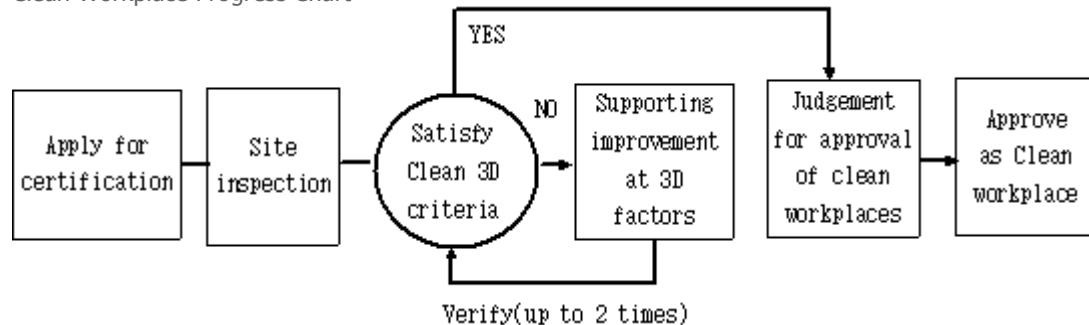 Clean Workplace Progress Chart
YES
Apply for
certification
Site
inspection
Satisfy
Clean 3D
criteria
NO
Supporting
improvement
at 3D
factors
Judgement
for approval
of clean
workplaces
Approve
as Clean
workplace
Verify(up to 2 times)